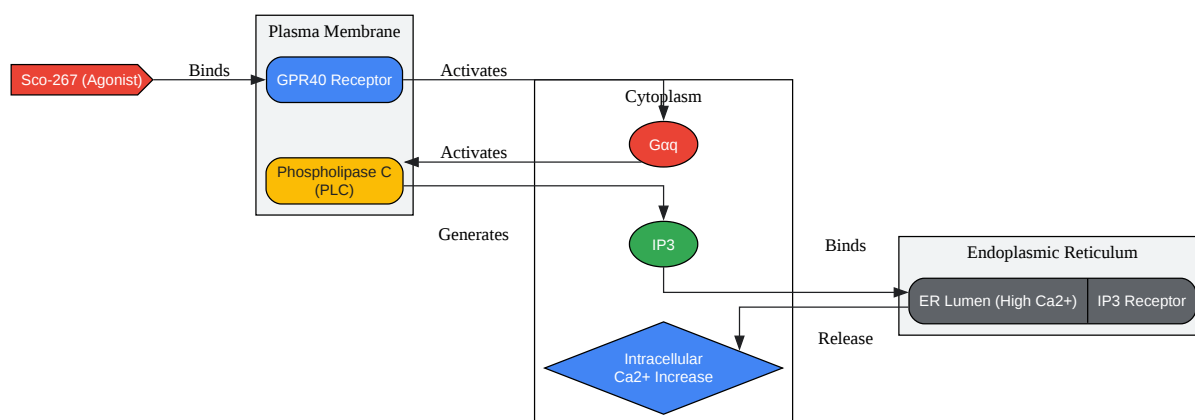 Plasma Membrane
Sco-267 (Agonist)
Binds
GPR40 Receptor
Activates
Cytoplasm
Gαq
Activates
Phospholipase C
(PLC)
Generates
IP3
Binds
Endoplasmic Reticulum
ER Lumen (High Ca2+)
IP3 Receptor
Release
Intracellular
Ca2+ Increase